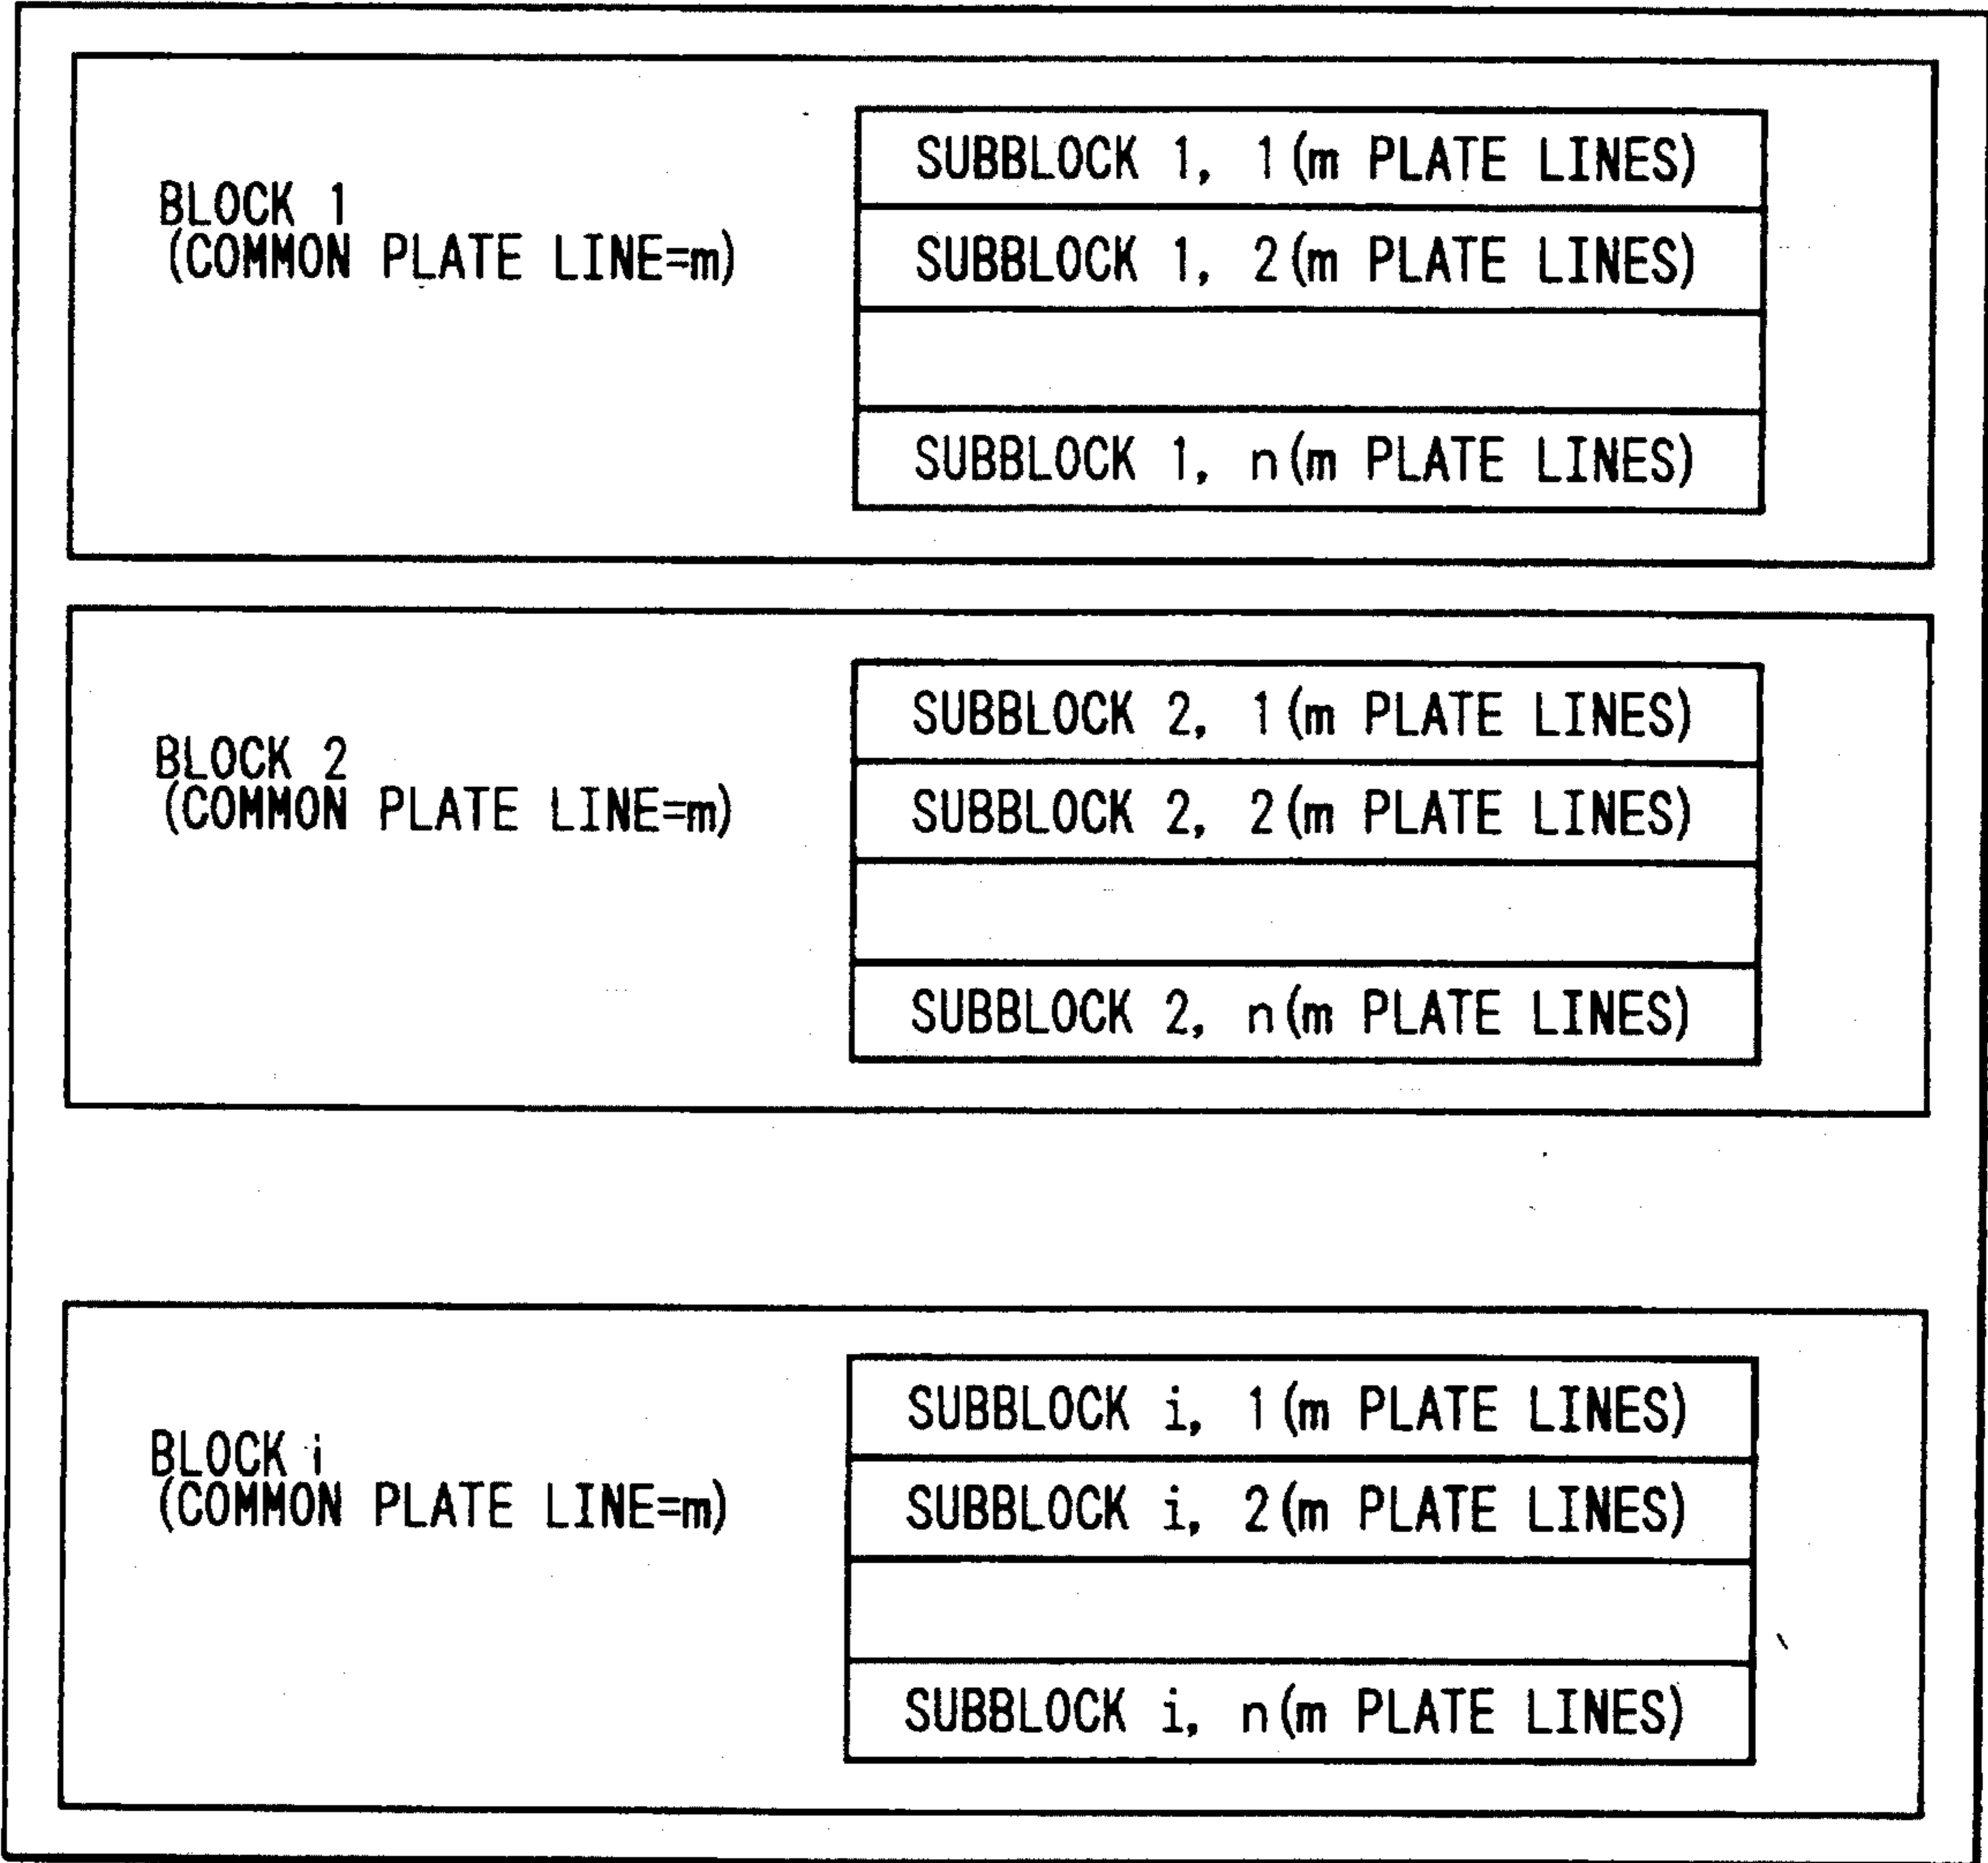 BLOCK 1
(COMMON PLATE LINE=m)
SUBBLOCK 1, 1(m PLATE LINES)
SUBBLOCK 1, 2(m PLATE LINES)
SUBBLOCK 1, n(m PLATE LINES)
BLOCK 2
(COMMON PLATE LINE=m)
SUBBLOCK 2, 1(m PLATE LINES)
SUBBLOCK 2, 2(m PLATE LINES)
SUBBLOCK 2, n(m PLATE LINES)
BLOCK i
(COMMON PLATE LINE=m)
SUBBLOCK i, 1(m PLATE LINES)
SUBBLOCK i, 2(m PLATE LINES)
SUBBLOCK i, n(m PLATE LINES)